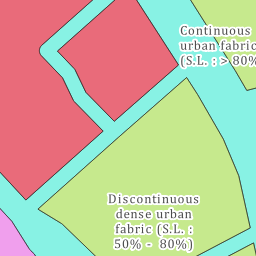 Continuous
urban fabric
(S.L. : > 80%
Discontinuous
dense urban
fabric (S.L. :
50% - 80%)